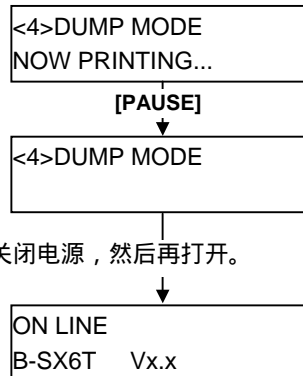 <4>DUMP MODE
NOW PRINTING...
[PAUSE]
<4>DUMP MODE
关闭电源，然后再打开。
ON LINE
B-SX6T Vx.x